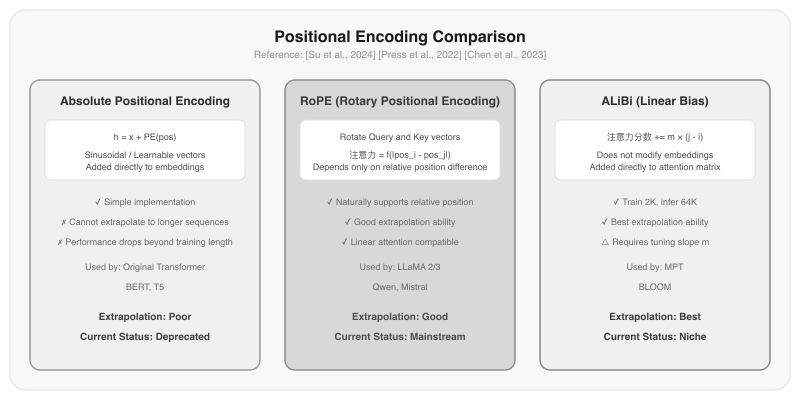 Positional Encoding Comparison
Reference: [Su et al., 2024] [Press et al., 2022] [Chen et al., 2023]
Absolute Positional Encoding
h = x + PE(pos)
Sinusoidal / Learnable vectors
Added directly to embeddings
✓ Simple implementation
✗ Cannot extrapolate to longer sequences
✗ Performance drops beyond training length
Used by: Original Transformer
BERT, T5
Extrapolation: Poor
Current Status: Deprecated
RoPE (Rotary Positional Encoding)
Rotate Query and Key vectors
注意力 = f(|pos_i - pos_j|)
Depends only on relative position difference
✓ Naturally supports relative position
✓ Good extrapolation ability
✓ Linear attention compatible
Used by: LLaMA 2/3
Qwen, Mistral
Extrapolation: Good
Current Status: Mainstream
ALiBi (Linear Bias)
注意力分数 += m × (j - i)
Does not modify embeddings
Added directly to attention matrix
✓ Train 2K, infer 64K
✓ Best extrapolation ability
△ Requires tuning slope m
Used by: MPT
BLOOM
Extrapolation: Best
Current Status: Niche